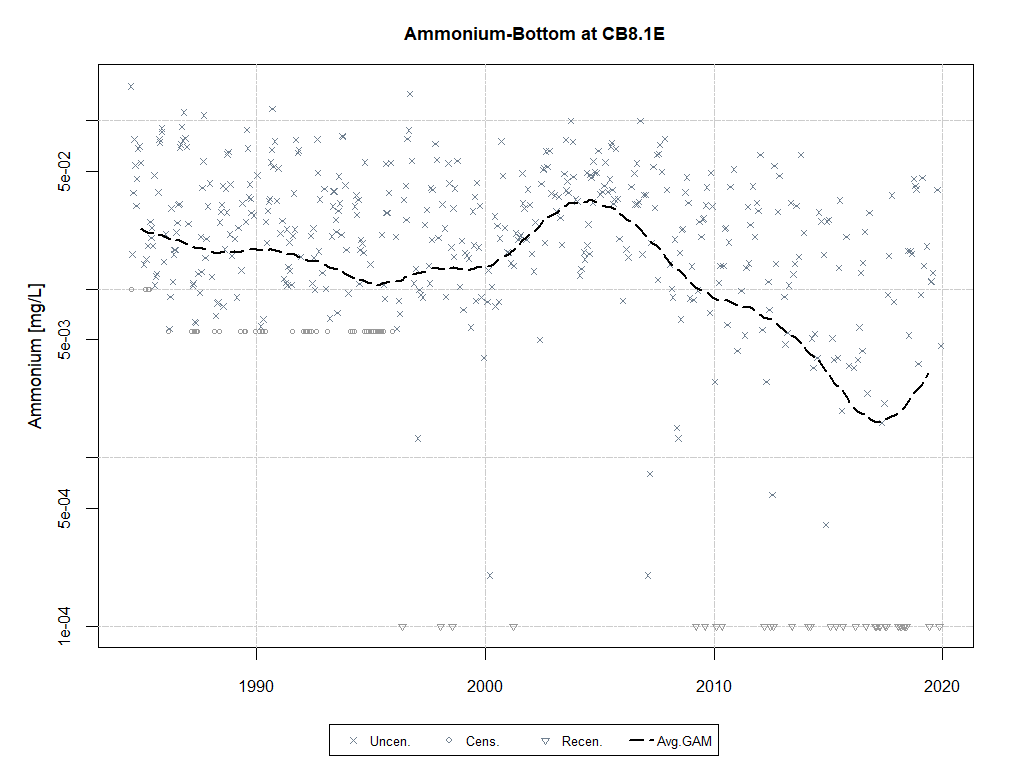 Ammonium-Bottom at CB8.1E
Ammonium [mg/L]
5e-02
5e-03
5e-04
1e-04
1990 2000 2010 2020
Uncen. Cens. Recen. Avg.GAM